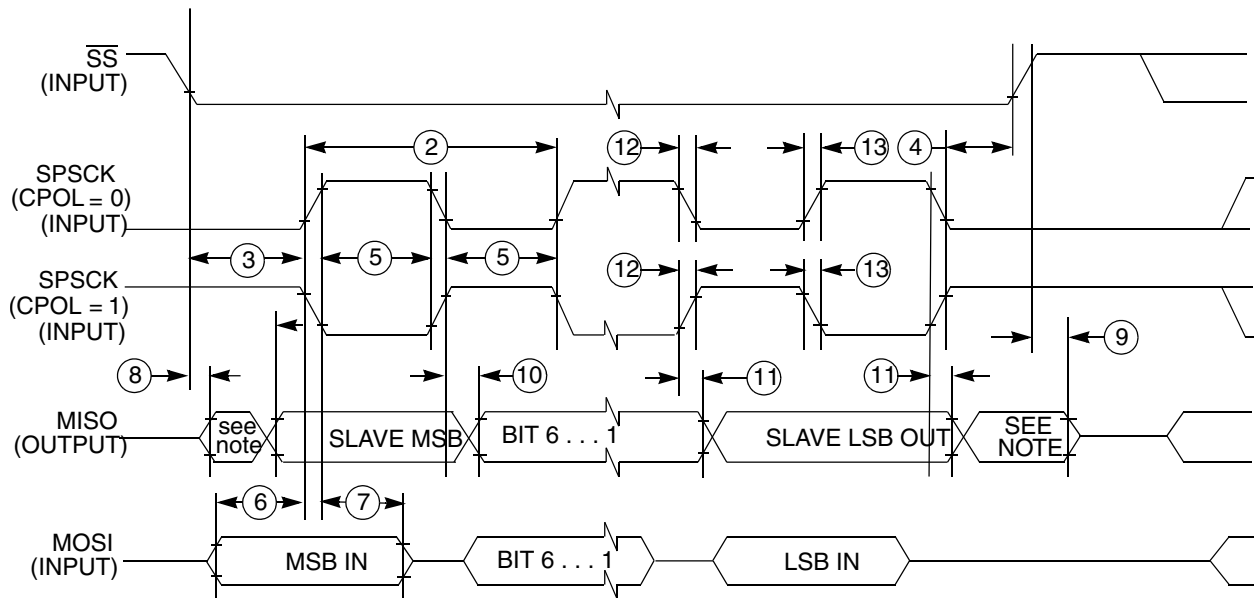 SS
(INPUT)
2
12
13
4
SPSCK
(CPOL = 0)
(INPUT)
3
5
5
12
13
SPSCK
(CPOL = 1)
(INPUT)
9
8
10
11
11
MISO
(OUTPUT)
see
note
SLAVE MSB
BIT 6 . . . 1
SLAVE LSB OUT
SEE
NOTE
6
7
MOSI
(INPUT)
MSB IN
BIT 6 . . . 1
LSB IN